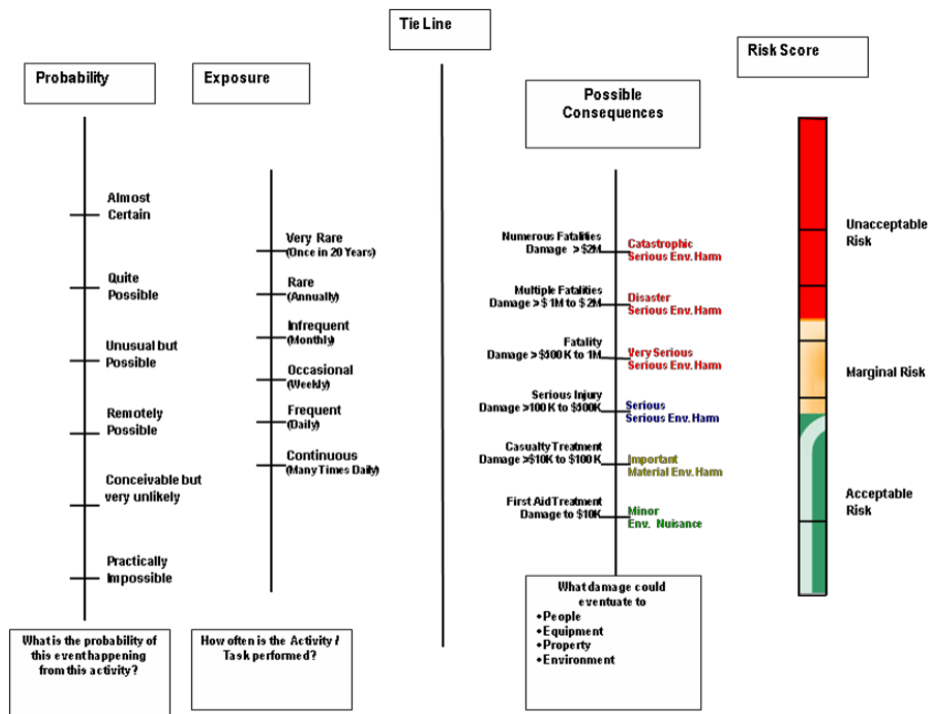 Tie Line
Risk Score
Probability
Exposure
Possible
Consequences
Almost
Certain
Quite
Possible
Unusual but
Possible
Remotely
Possible
Conceivable but
very unlikely
Practically
Impossible
What is the probability of
this event happening
from this activity?
Very Rare
(Once in 20 Years)
Rare
(Annually)
Infrequent
(Monthly)
Occasional
(Weekly)
Frequent
(Daily)
Continuous
(Many Times Daily)
How often is the Activity /
Task performed?
Numerous Fatalities
Damage > $2M
Catastrophic
Serious Env. Harm
Multiple Fatalities
Damage > $ 1M to $ 2M
Disaster
Serious Env. Harm
Fatality
Damage > $500 K to 1M
Very Serious
Serious Env. Harm
Serious Injury
Damage >100 K to $500K
Serious
Serious Env. Harm
Casualty Treatment
Damage >$10K to $100 K
Important
Material Env. Harm
First Aid Treatment
Damage to $10K
Minor
Env. Nuisance
What damage could
eventuate to
•People
•Equipment
•Property
•Environment
Unacceptable
Risk
Marginal Risk
Acceptable
Risk